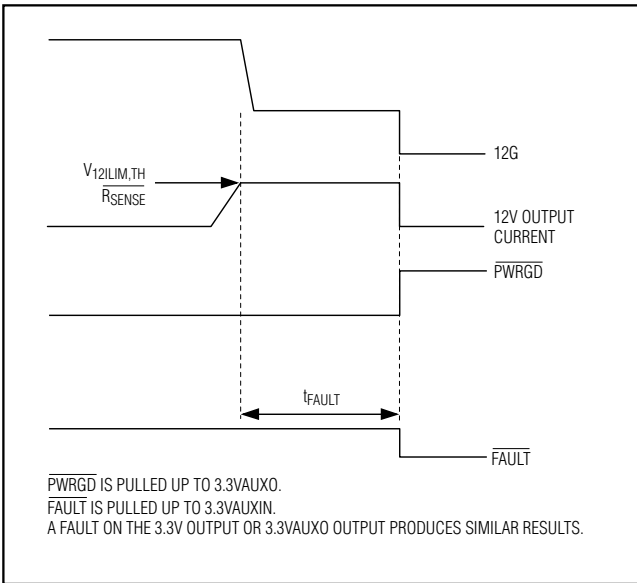 12G
V12ILIM,TH
RSENSE
12V OUTPUT
CURRENT
PWRGD
tFAULT
FAULT
PWRGD IS PULLED UP TO 3.3VAUXO.
FAULT IS PULLED UP TO 3.3VAUXIN.
A FAULT ON THE 3.3V OUTPUT OR 3.3VAUXO OUTPUT PRODUCES SIMILAR RESULTS.